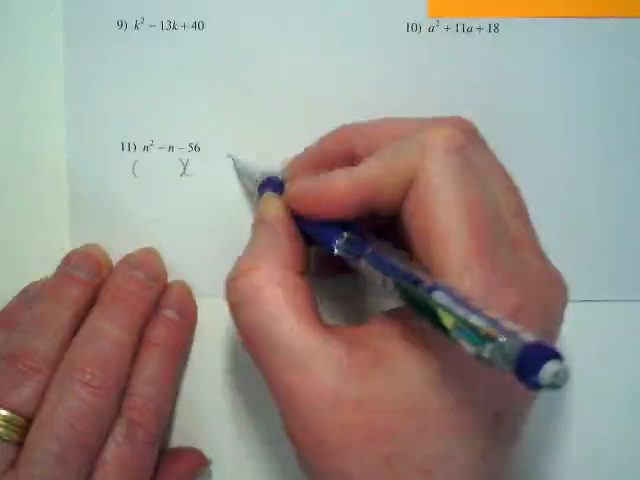 9) k² − 13k + 40
10) a² + 11a + 18
11) n² − n − 56
( )(